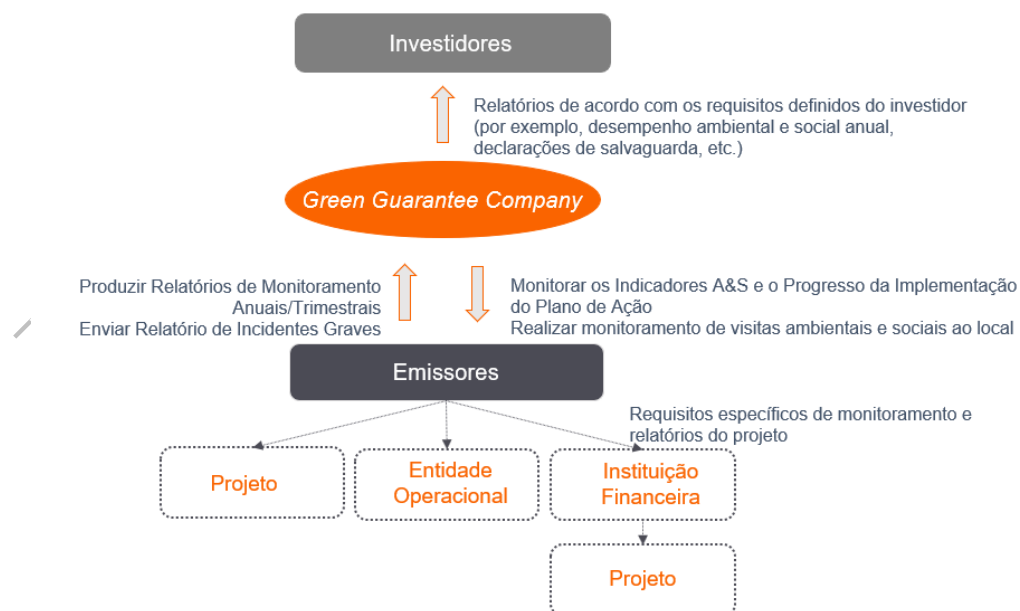 Investidores
Relatórios de acordo com os requisitos definidos do investidor
(por exemplo, desempenho ambiental e social anual,
declarações de salvaguarda, etc.)
Green Guarantee Company
Produzir Relatórios de Monitoramento
Anuais/Trimestrais
Enviar Relatório de Incidentes Graves
Monitorar os Indicadores A&S e o Progresso da Implementação
do Plano de Ação
Realizar monitoramento de visitas ambientais e sociais ao local
Emissores
Requisitos específicos de monitoramento e
relatórios do projeto
Projeto
Entidade
Operacional
Instituição
Financeira
Projeto